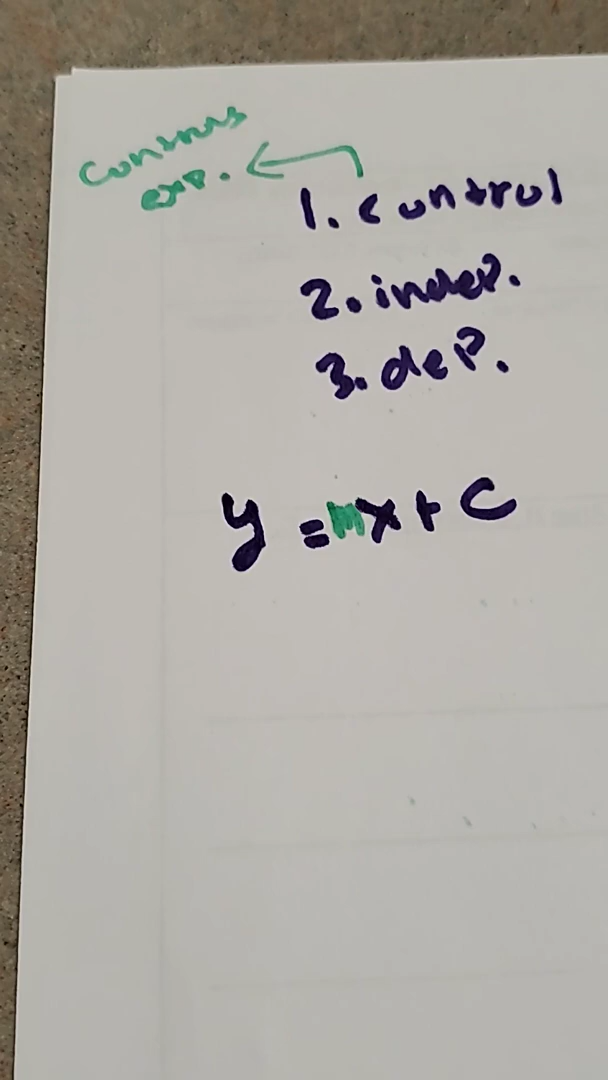 controls
exp.
1. control
2. indep.
3. dep.
y = mx + c